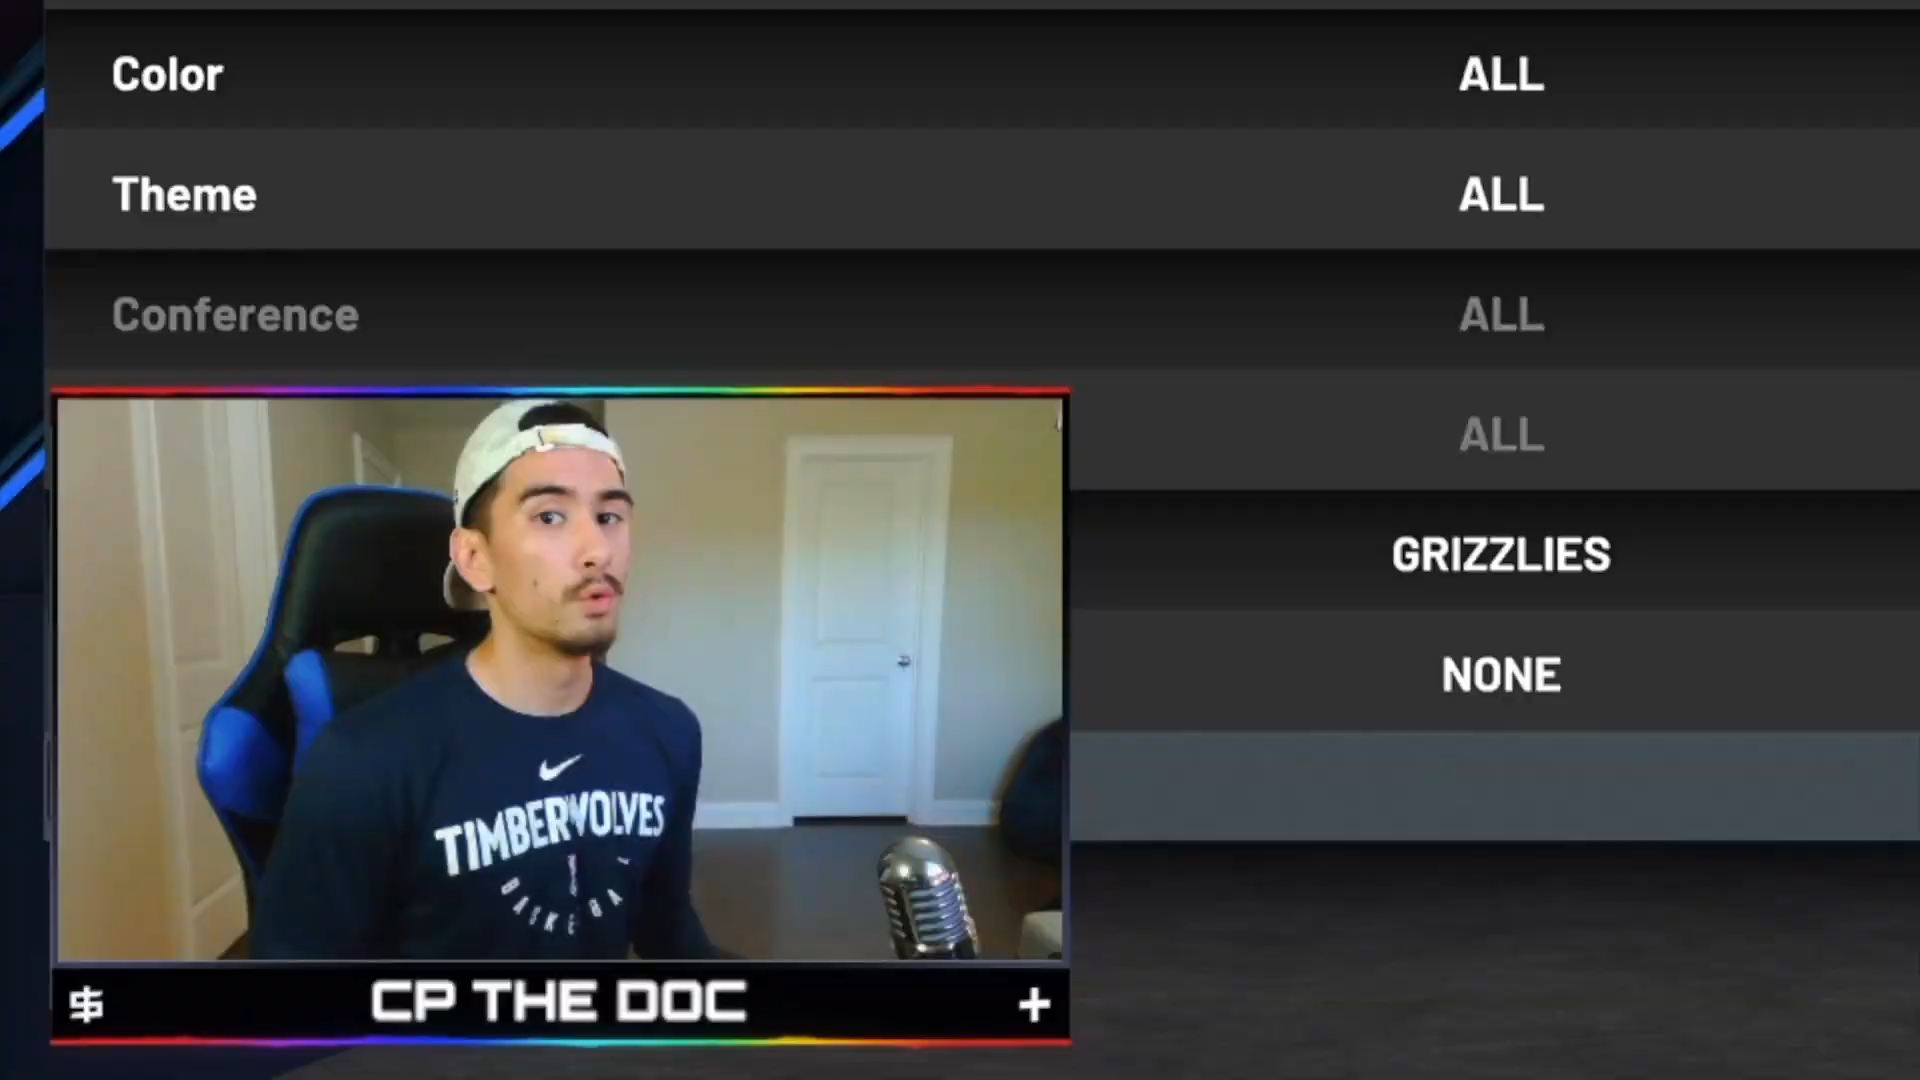 Color ALL
Theme ALL
Conference ALL
ALL
GRIZZLIES
NONE
TIMBERWOLVES
$ CP THE DOC +